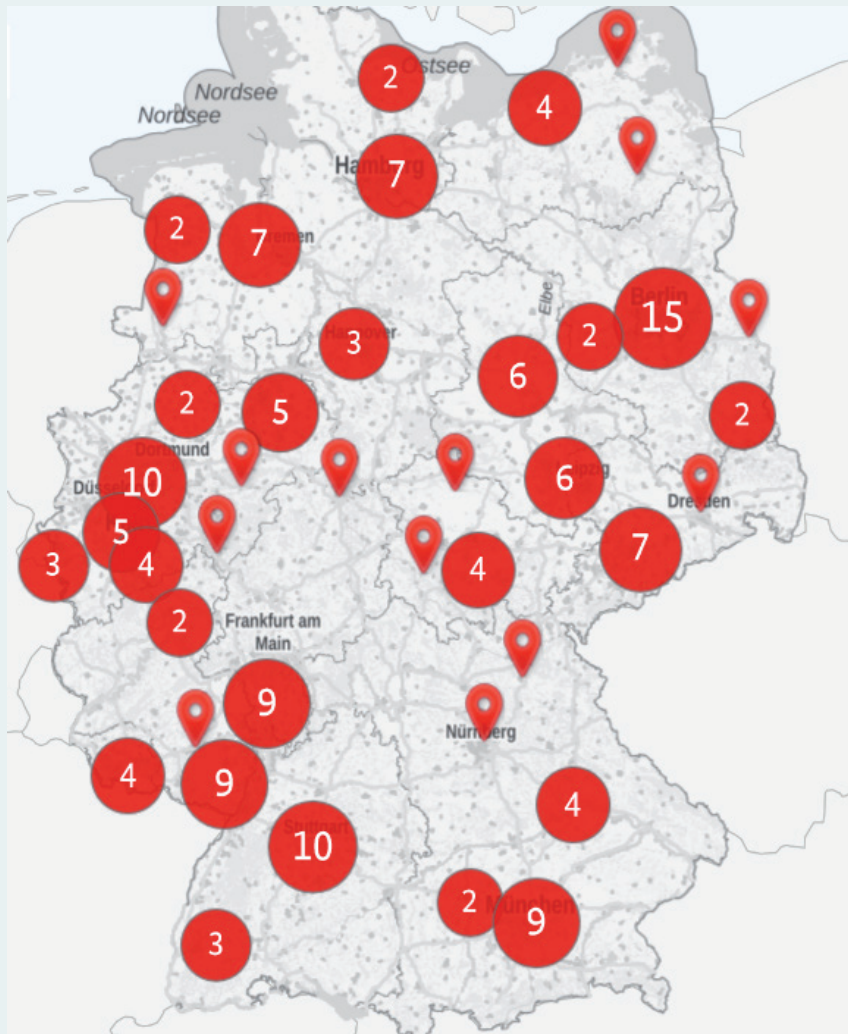 2
Ostsee
Nordsee
4
Nordsee
Hamburg
7
2
7
Bremen
Elbe
Berlin
15
Hannover
3
2
6
2
5
2
Dortmund
10
Düssel
6
Leipzig
Dresden
5
7
3
4
4
2
Frankfurt am
Main
9
Nürnberg
4
9
4
Stuttgart
10
2
München
9
3